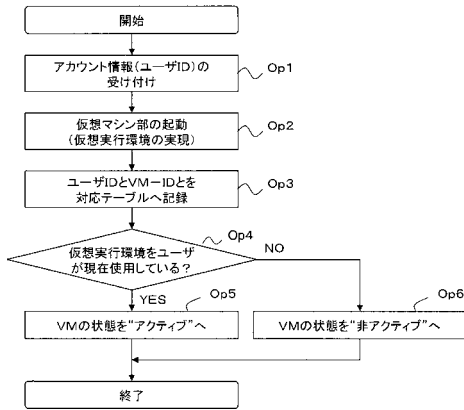 開始
アカウント情報(ユーザID)の
受け付け
Op1
仮想マシン部の起動
(仮想実行環境の実現)
Op2
ユーザIDとVM-IDとを
対応テーブルへ記録
Op3
Op4
仮想実行環境をユーザ
が現在使用している?
NO
YES
Op5
Op6
VMの状態を"アクティブ"へ
VMの状態を"非アクティブ"へ
終了